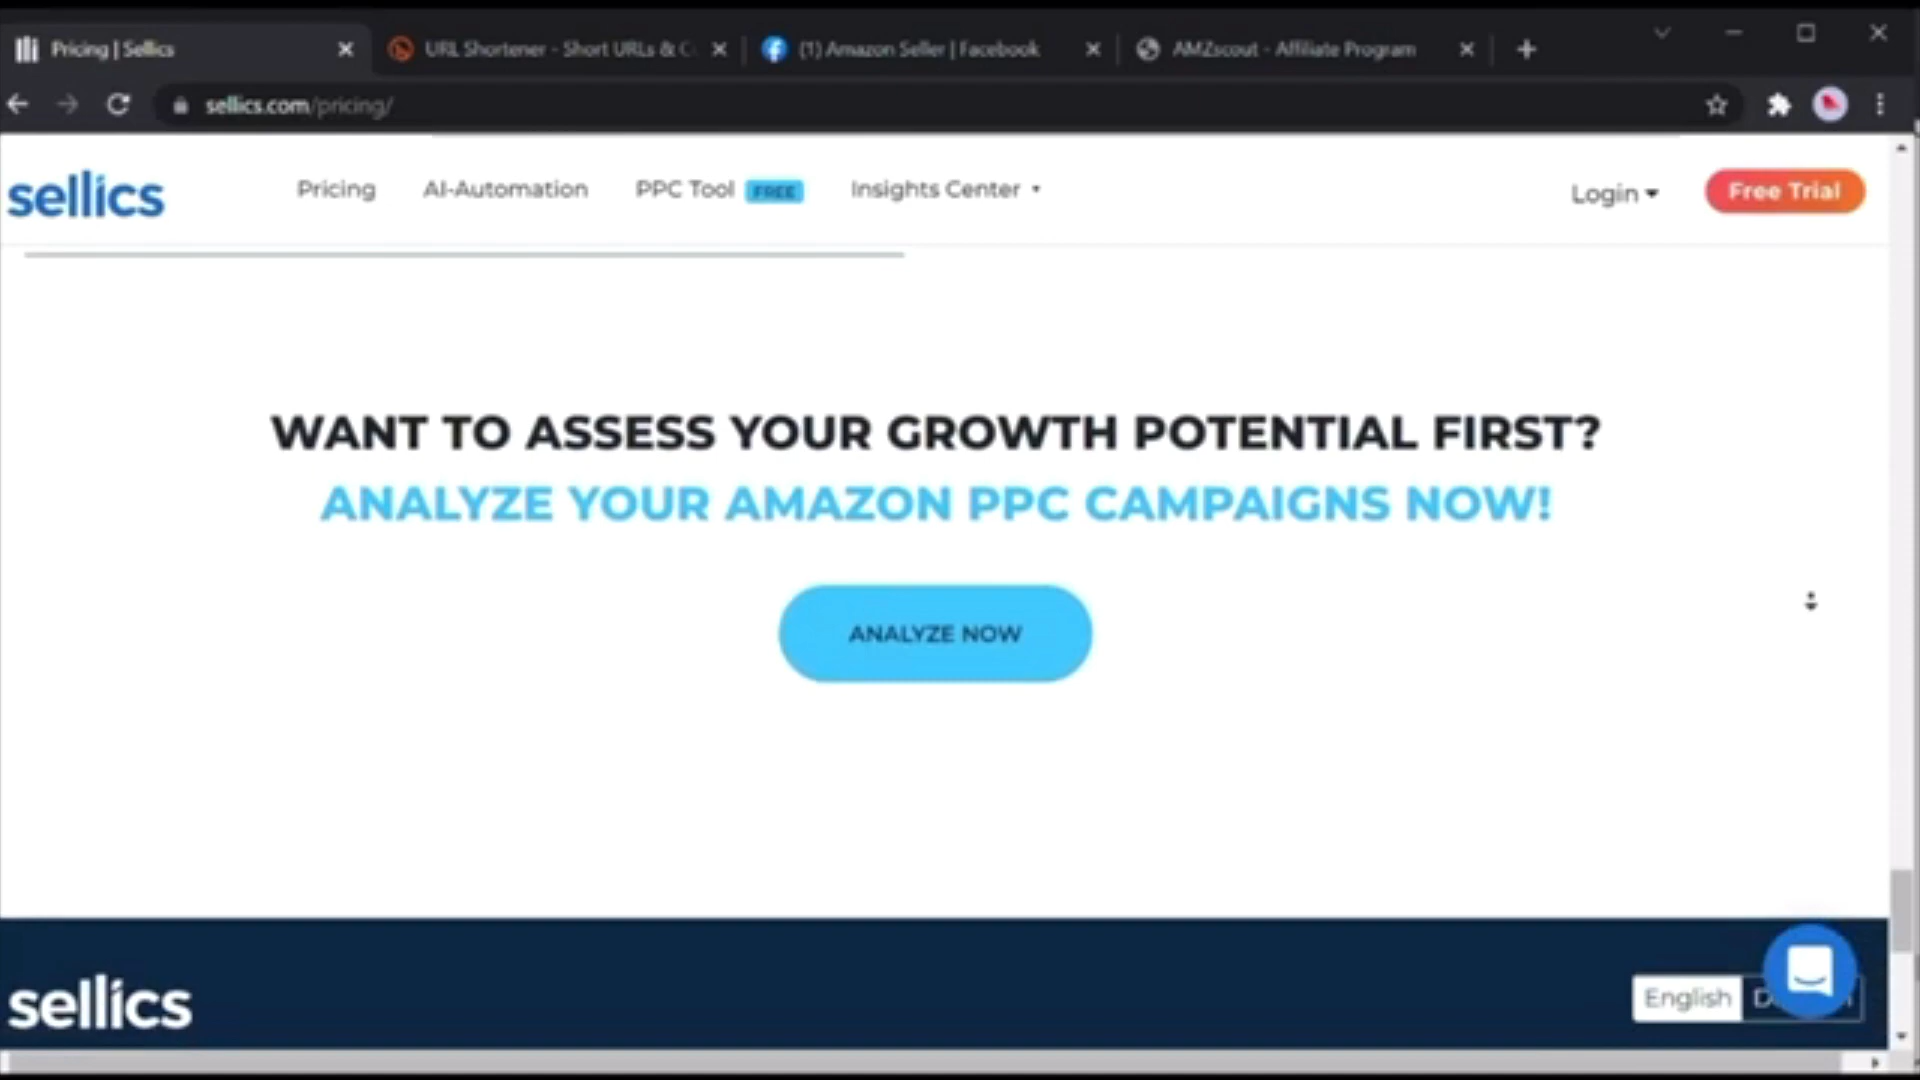 Pricing | Sellics
URL Shortener - Short URLs & C
(1) Amazon Seller | Facebook
AMZscout - Affiliate Program
sellics.com/pricing/
sellics
Pricing
AI-Automation
PPC Tool FREE
Insights Center
Login
Free Trial
WANT TO ASSESS YOUR GROWTH POTENTIAL FIRST?
ANALYZE YOUR AMAZON PPC CAMPAIGNS NOW!
ANALYZE NOW
sellics
English